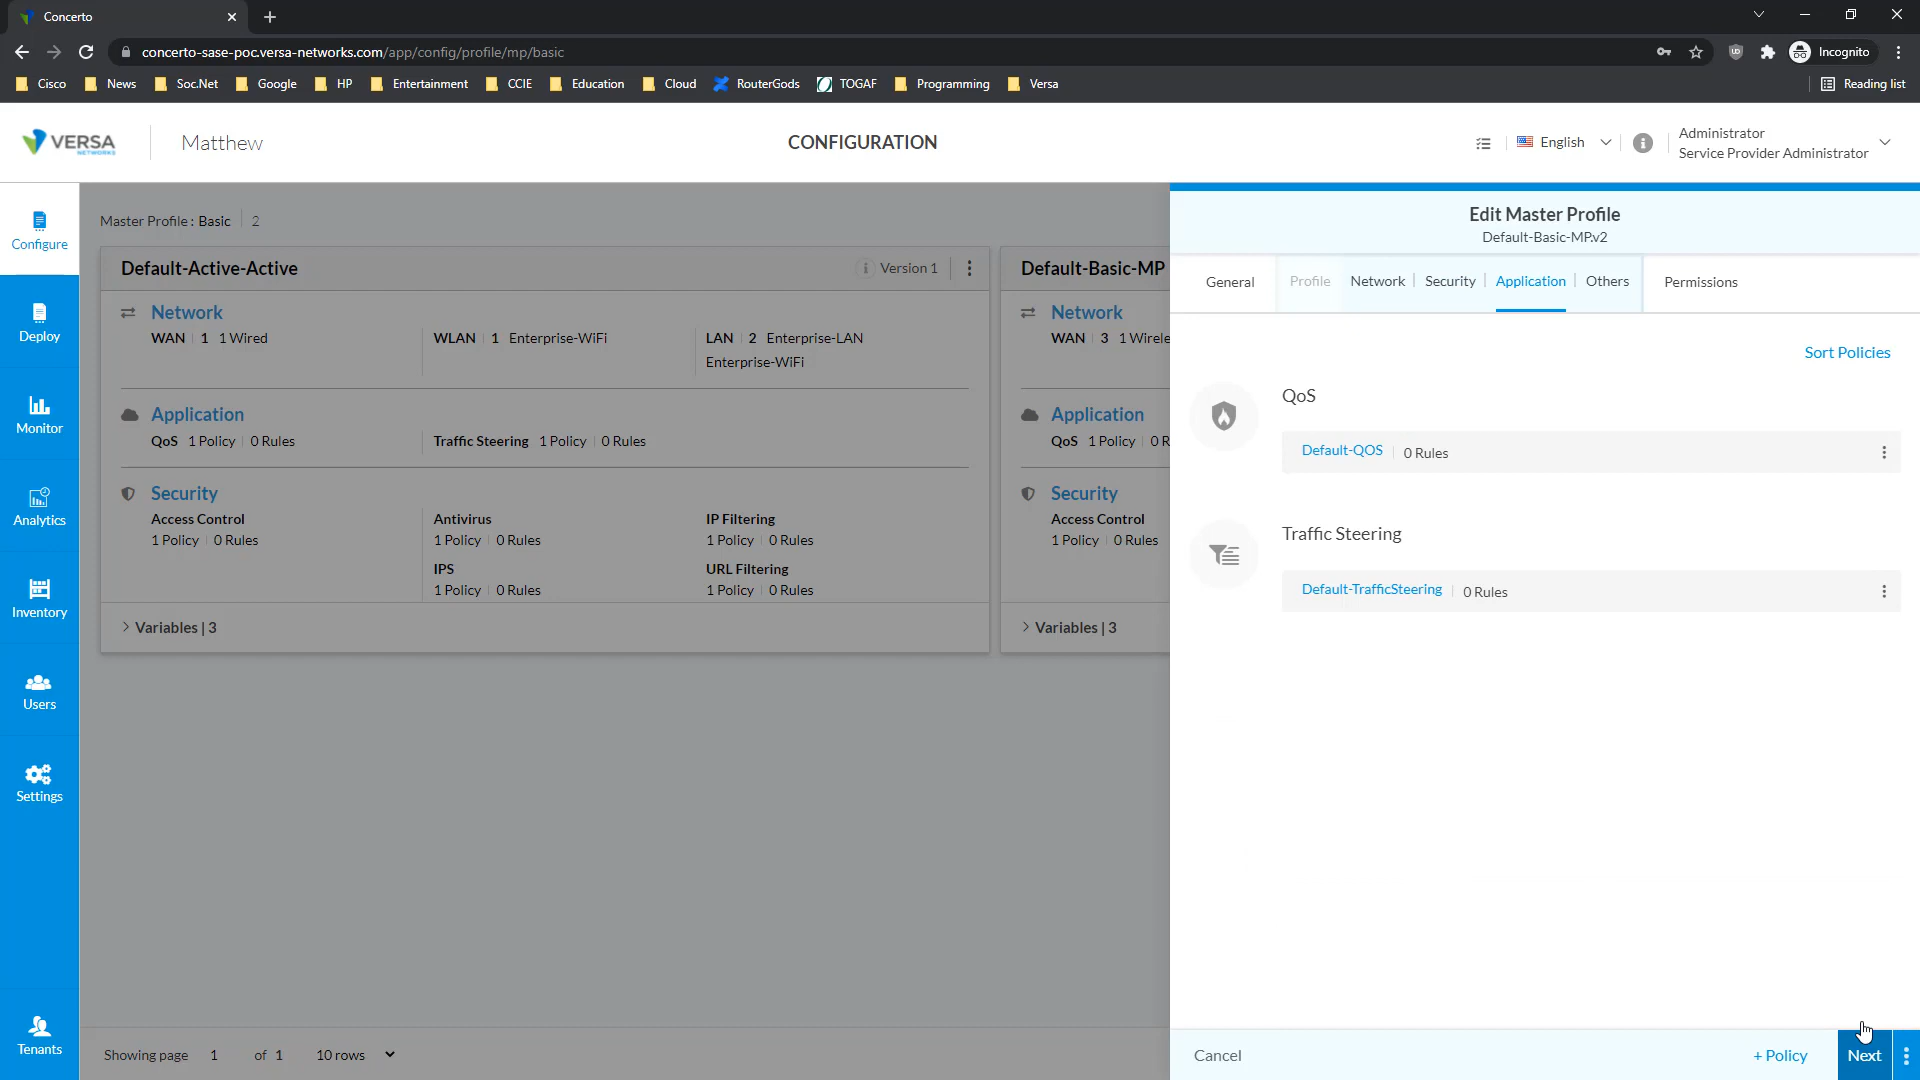 Concerto
concerto-sase-poc.versa-networks.com/app/config/profile/mp/basic
Incognito
Cisco
News
Soc.Net
Google
HP
Entertainment
CCIE
Education
Cloud
RouterGods
TOGAF
Programming
Versa
Reading list
VERSA
NETWORKS
Matthew
CONFIGURATION
English
Administrator
Service Provider Administrator
Configure
Deploy
Monitor
Analytics
Inventory
Users
Settings
Tenants
Master Profile : Basic | 2
Default-Active-Active
Version 1
Network
WAN | 1 1 Wired
WLAN | 1 Enterprise-WiFi
LAN | 2 Enterprise-LAN
Enterprise-WiFi
Application
QoS 1 Policy | 0 Rules
Traffic Steering 1 Policy | 0 Rules
Security
Access Control
1 Policy | 0 Rules
Antivirus
1 Policy | 0 Rules
IP Filtering
1 Policy | 0 Rules
IPS
1 Policy | 0 Rules
URL Filtering
1 Policy | 0 Rules
Variables | 3
Default-Basic-MP
Network
WAN | 3 1 Wirele
Application
QoS 1 Policy | 0 R
Security
Access Control
1 Policy | 0 Rules
Variables | 3
Showing page 1 of 1 10 rows
Edit Master Profile
Default-Basic-MP.v2
General
Profile
Network
Security
Application
Others
Permissions
Sort Policies
QoS
Default-QOS | 0 Rules
Traffic Steering
Default-TrafficSteering | 0 Rules
Cancel
+ Policy
Next